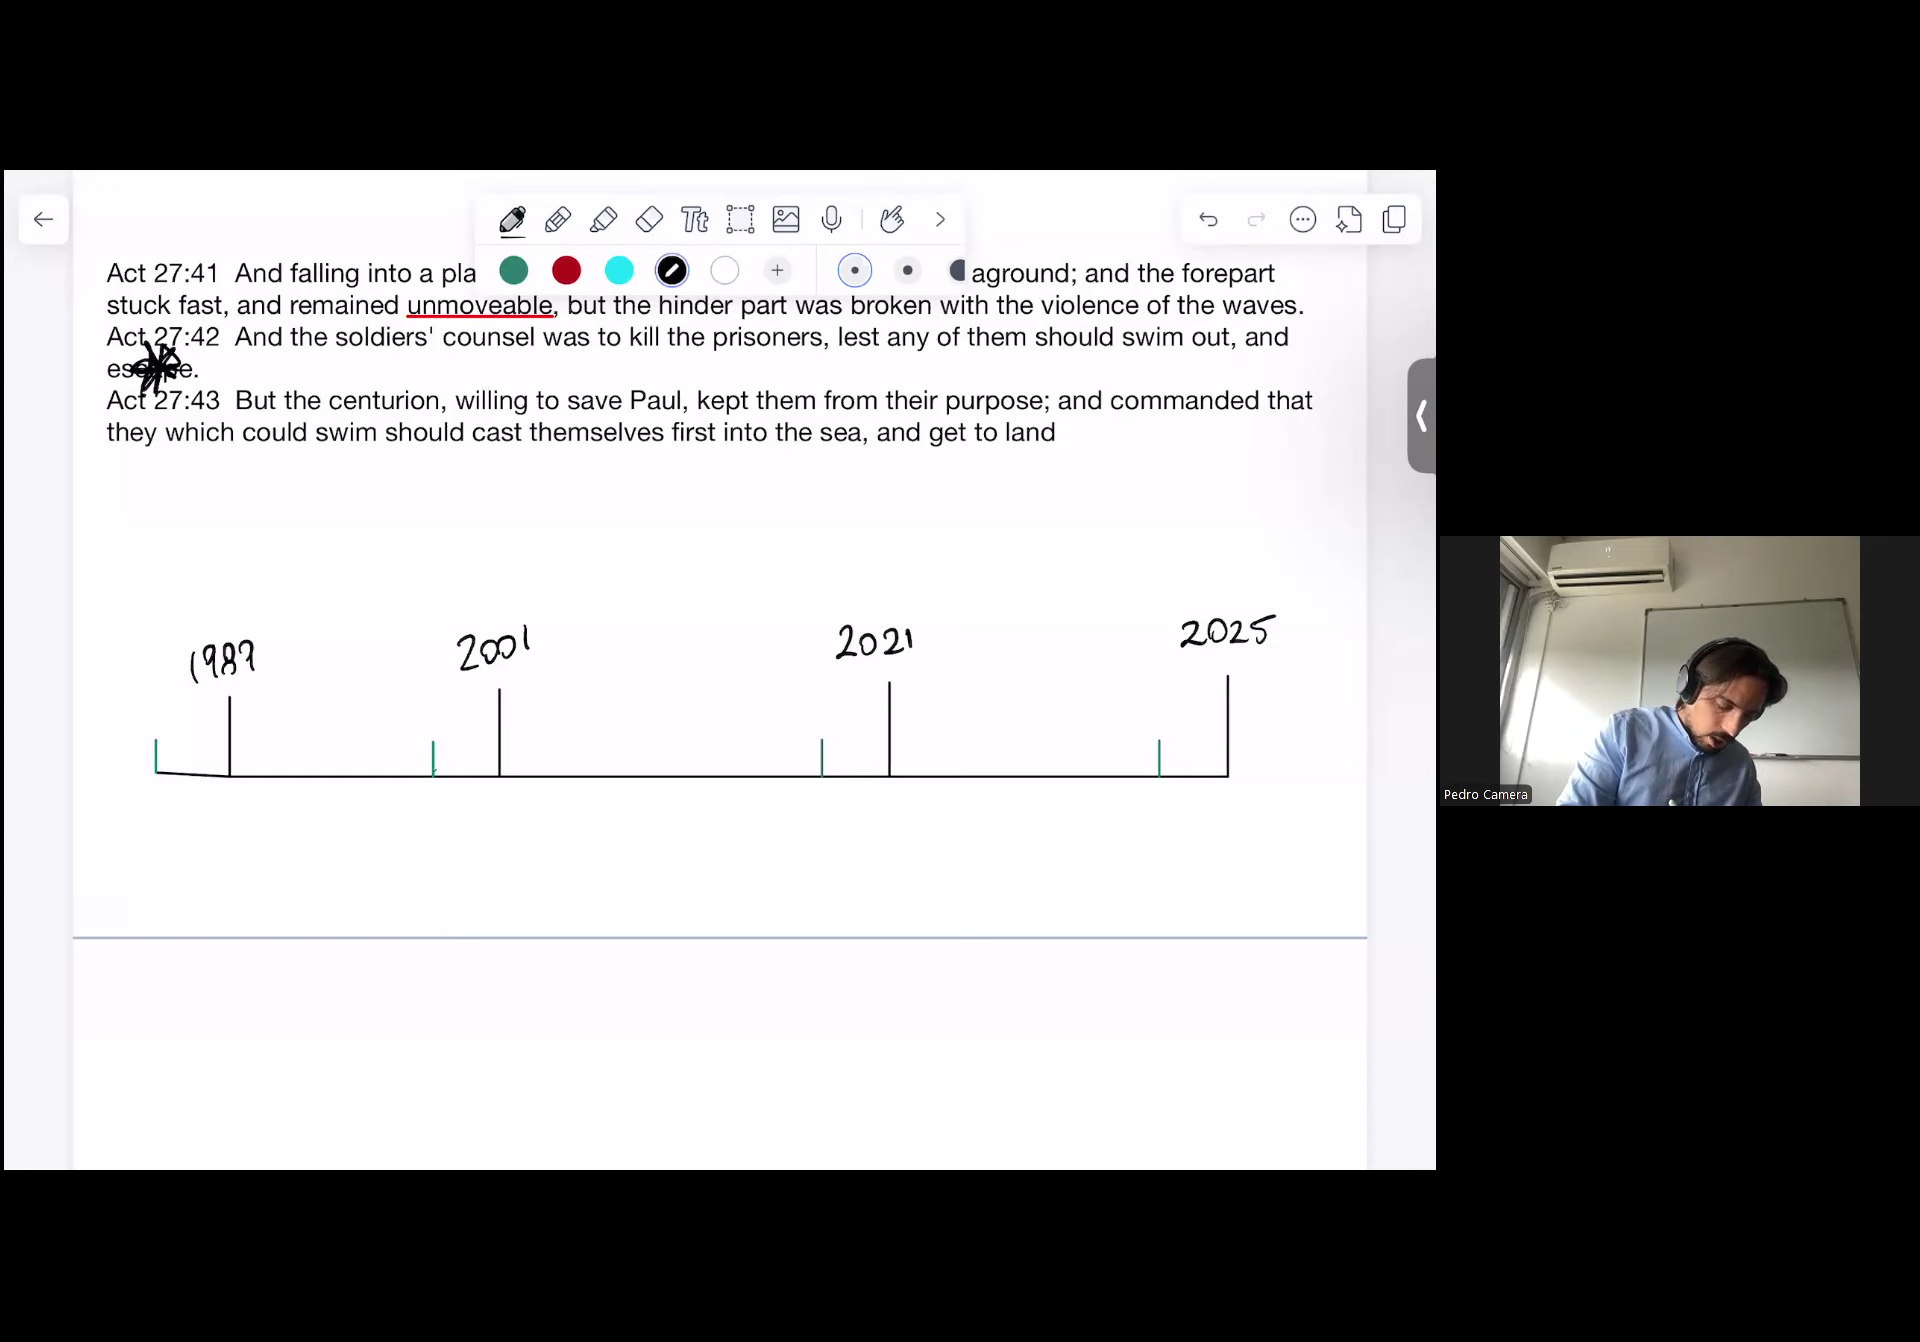 Tt
Act 27:41 And falling into a pla aground; and the forepart
stuck fast, and remained unmoveable, but the hinder part was broken with the violence of the waves.
Act 27:42 And the soldiers' counsel was to kill the prisoners, lest any of them should swim out, and
Act 27:43 But the centurion, willing to save Paul, kept them from their purpose; and commanded that
they which could swim should cast themselves first into the sea, and get to land
1989 2001 2021 2025
Pedro Camera